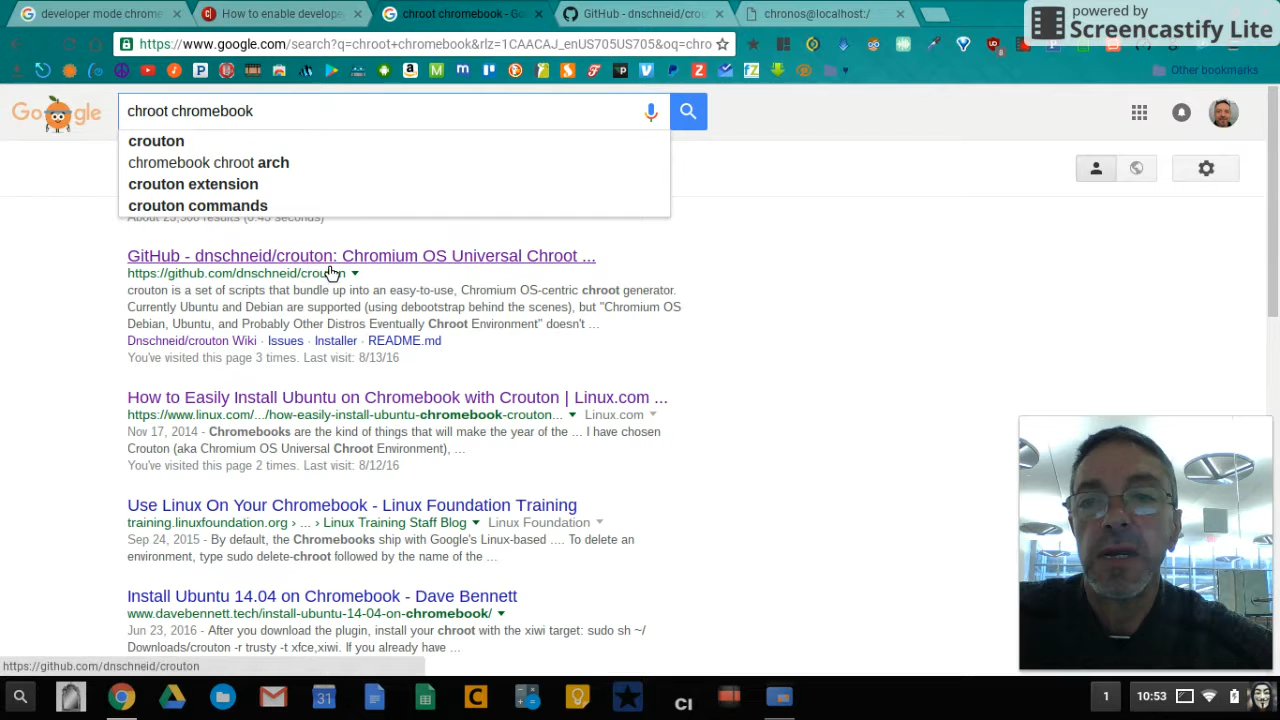 developer mode chrome
How to enable develope
chroot chromebook - Go
GitHub - dnschneid/crou
chronos@localhost:/
powered by
Screencastify Lite
https://www.google.com/search?q=chroot+chromebook&rlz=1CAACAJ_enUS705US705&oq=chro
Other bookmarks
Google
chroot chromebook
crouton
chromebook chroot arch
crouton extension
crouton commands
About 23,300 results (0.45 seconds)
GitHub - dnschneid/crouton: Chromium OS Universal Chroot ...
https://github.com/dnschneid/crouton
crouton is a set of scripts that bundle up into an easy-to-use, Chromium OS-centric chroot generator.
Currently Ubuntu and Debian are supported (using debootstrap behind the scenes), but "Chromium OS
Debian, Ubuntu, and Probably Other Distros Eventually Chroot Environment" doesn't ...
Dnschneid/crouton Wiki · Issues · Installer · README.md
You've visited this page 3 times. Last visit: 8/13/16
How to Easily Install Ubuntu on Chromebook with Crouton | Linux.com ...
https://www.linux.com/.../how-easily-install-ubuntu-chromebook-crouton... Linux.com
Nov 17, 2014 - Chromebooks are the kind of things that will make the year of the ... I have chosen
Crouton (aka Chromium OS Universal Chroot Environment), ...
You've visited this page 2 times. Last visit: 8/12/16
Use Linux On Your Chromebook - Linux Foundation Training
training.linuxfoundation.org › ... › Linux Training Staff Blog Linux Foundation
Sep 24, 2015 - By default, the Chromebooks ship with Google's Linux-based .... To delete an
environment, type sudo delete-chroot followed by the name of the ...
Install Ubuntu 14.04 on Chromebook - Dave Bennett
www.davebennett.tech/install-ubuntu-14-04-on-chromebook/
Jun 23, 2016 - After you download the plugin, install your chroot with the xiwi target: sudo sh ~/
Downloads/crouton -r trusty -t xfce,xiwi. If you already have ...
https://github.com/dnschneid/crouton
31
CI
1
10:53